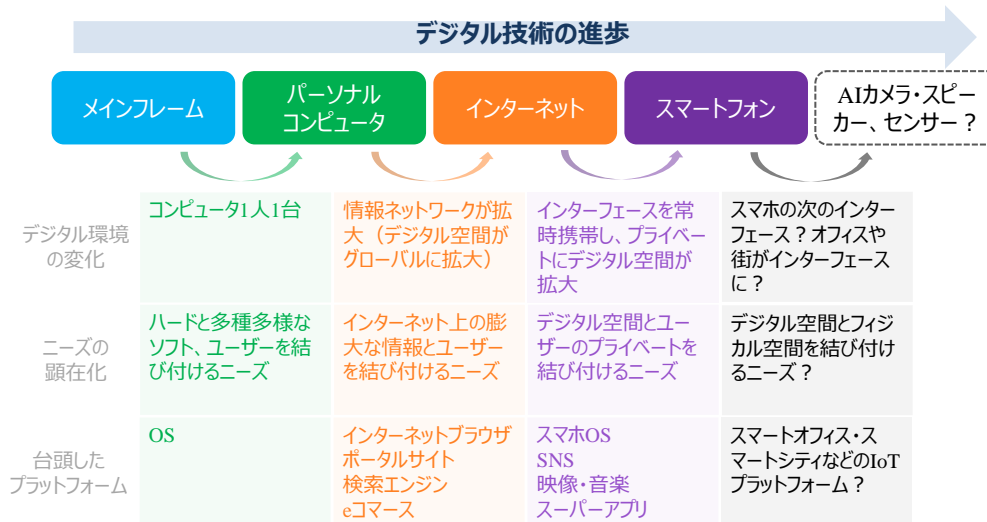 デジタル技術の進歩
メインフレーム
パーソナル
コンピュータ
インターネット
スマートフォン
AIカメラ・スピー
カー、センサー？
デジタル環境
の変化
コンピュータ1人1台
情報ネットワークが拡
大（デジタル空間が
グローバルに拡大）
インターフェースを常
時携帯し、プライベー
トにデジタル空間が
拡大
スマホの次のインター
フェース？オフィスや
街がインターフェース
に？
ニーズの
顕在化
ハードと多種多様な
ソフト、ユーザーを結
び付けるニーズ
インターネット上の膨
大な情報とユーザー
を結び付けるニーズ
デジタル空間とユー
ザーのプライベートを
結び付けるニーズ
デジタル空間とフィジ
カル空間を結び付け
るニーズ？
台頭した
プラットフォーム
OS
インターネットブラウザ
ポータルサイト
検索エンジン
eコマース
スマホOS
SNS
映像・音楽
スーパーアプリ
スマートオフィス・ス
マートシティなどのIoT
プラットフォーム？